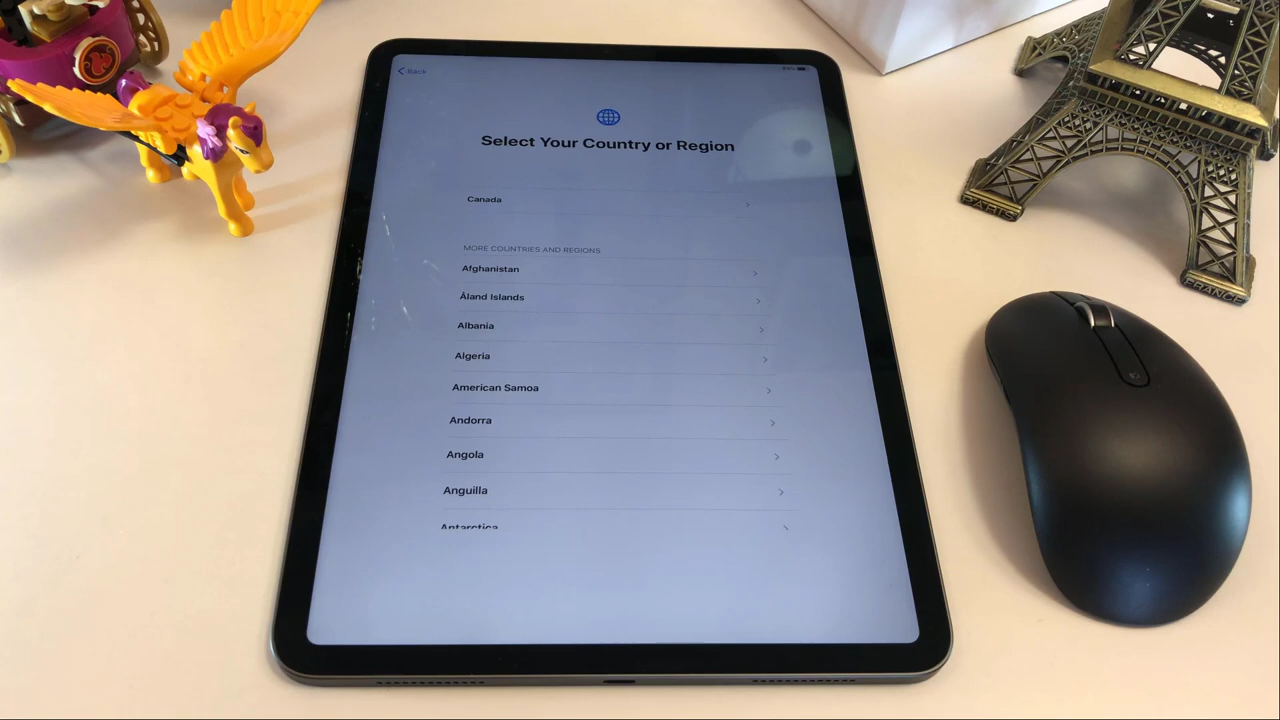 Back
Select Your Country or Region
Canada
MORE COUNTRIES AND REGIONS
Afghanistan
Åland Islands
Albania
Algeria
American Samoa
Andorra
Angola
Anguilla
Antarctica
PARIS
FRANCE